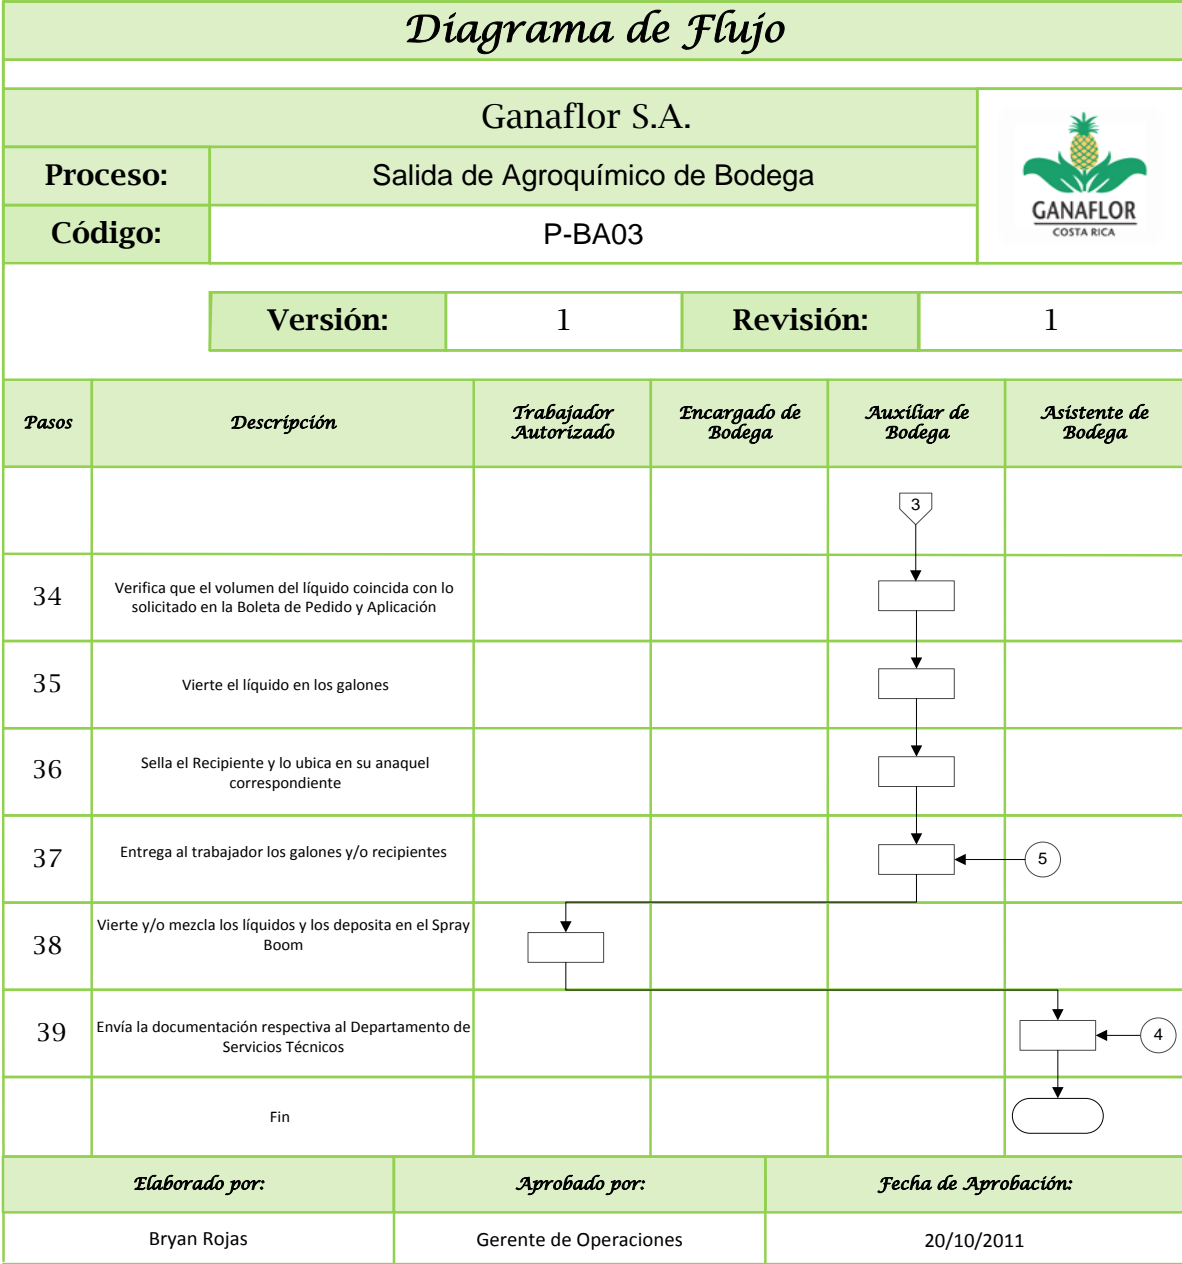 Diagrama de Flujo
Ganaflor S.A.
Proceso:
Salida de Agroquímico de Bodega
Código:
P-BA03
GANAFLOR
COSTA RICA
Versión:
1
Revisión:
1
Pasos
Descripción
Trabajador
Autorizado
Encargado de
Bodega
Auxiliar de
Bodega
Asistente de
Bodega
3
34
Verifica que el volumen del líquido coincida con lo
solicitado en la Boleta de Pedido y Aplicación
35
Vierte el líquido en los galones
36
Sella el Recipiente y lo ubica en su anaquel
correspondiente
37
Entrega al trabajador los galones y/o recipientes
5
38
Vierte y/o mezcla los líquidos y los deposita en el Spray
Boom
39
Envía la documentación respectiva al Departamento de
Servicios Técnicos
4
Fin
Elaborado por:
Aprobado por:
Fecha de Aprobación:
Bryan Rojas
Gerente de Operaciones
20/10/2011